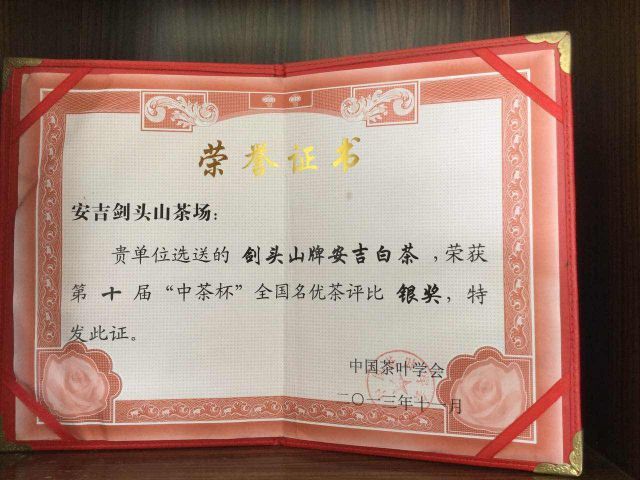 荣誉证书
安吉剑头山茶场：
贵单位选送的 剑头山牌安吉白茶，荣获
第 十 届“中茶杯”全国名优茶评比 银奖，特
发此证。
中国茶叶学会
二〇一三年十一月